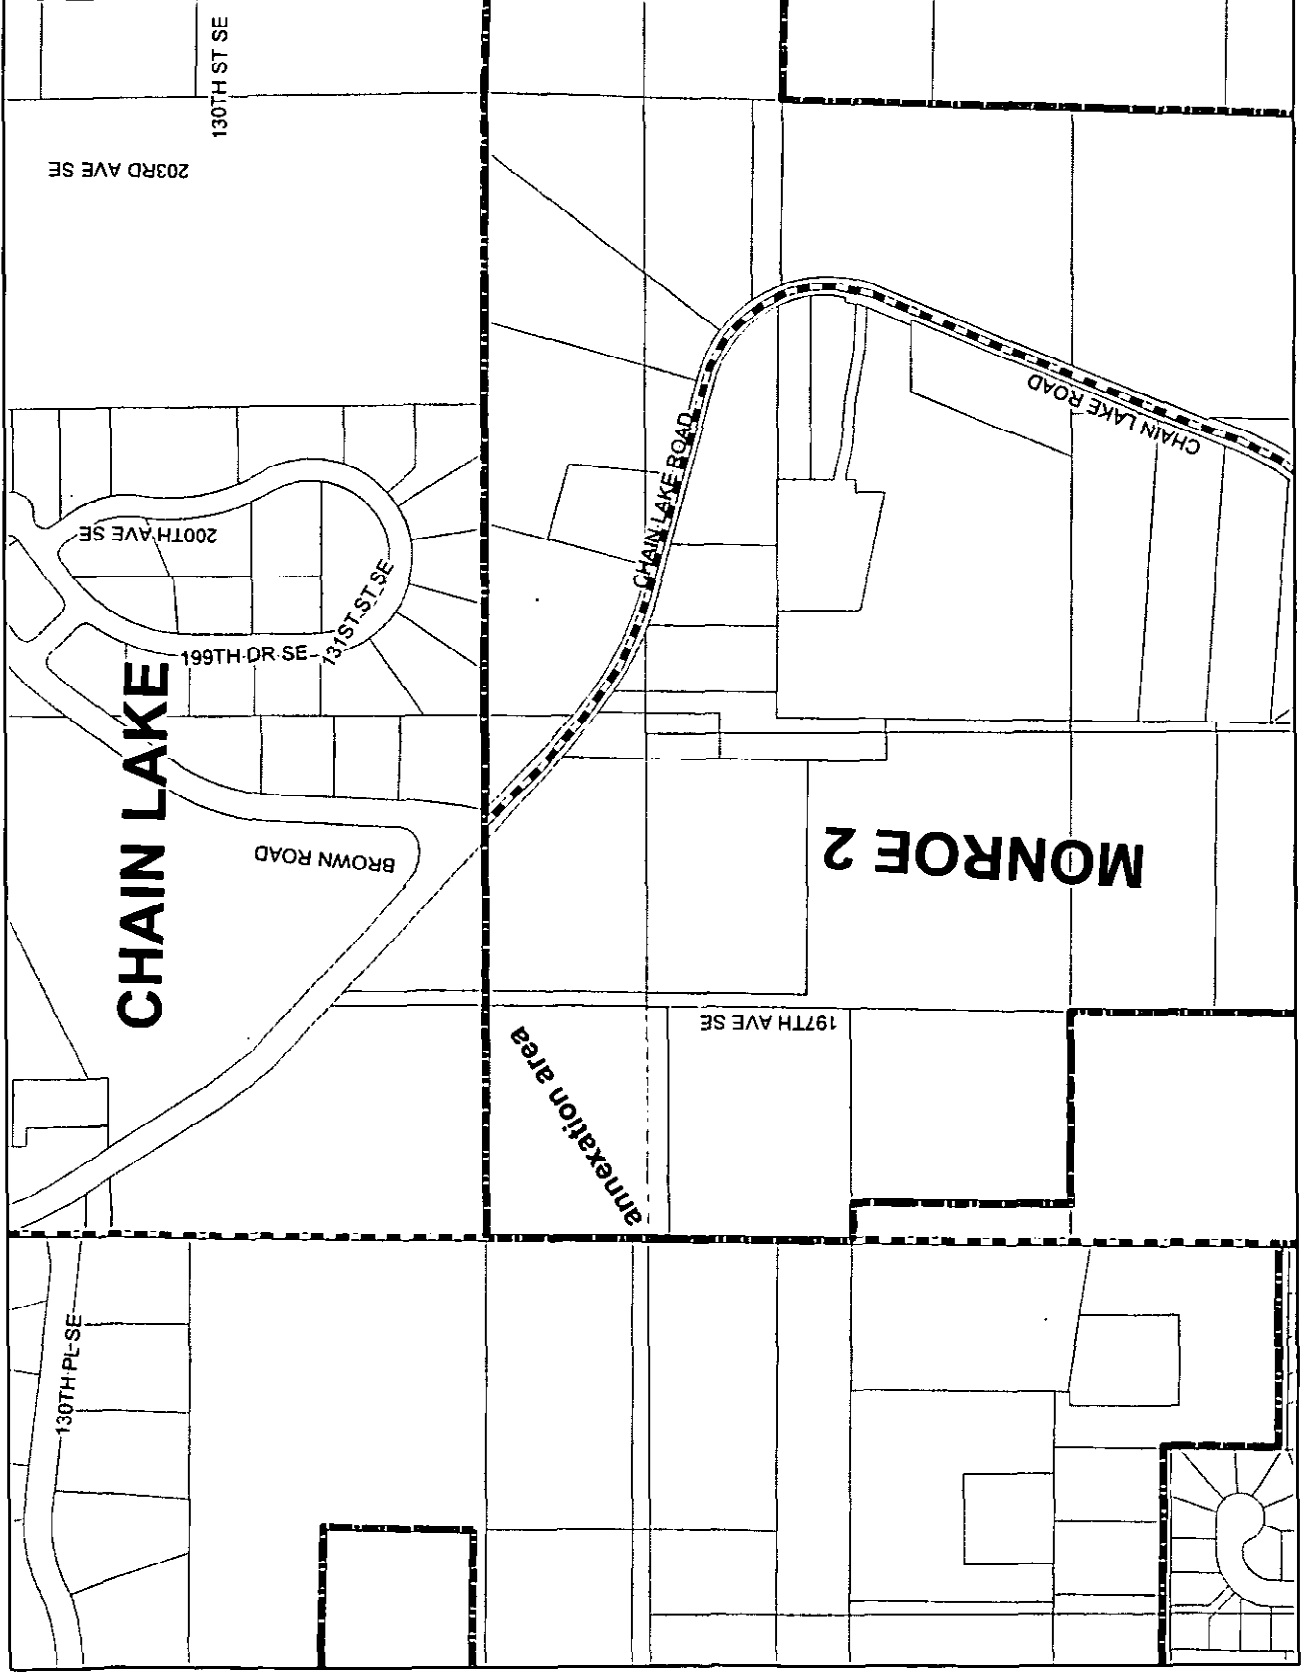 130TH ST SE
203RD AVE SE
200TH AVE SE
131ST ST SE
199TH DR SE
CHAIN LAKE
BROWN ROAD
CHAIN LAKE ROAD
CHAIN LAKE ROAD
MONROE 2
197TH AVE SE
annexation area
130TH PL SE